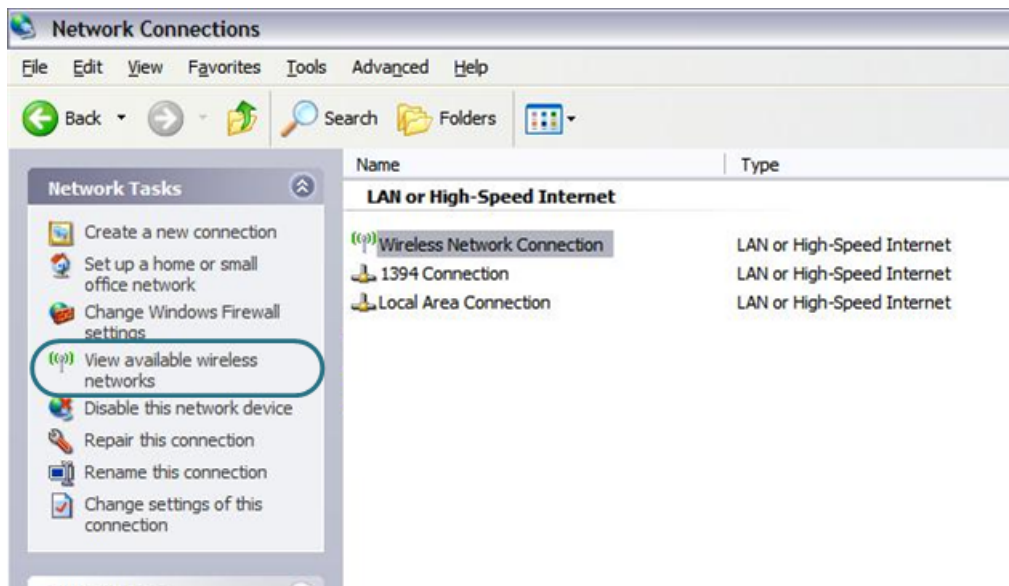 Network Connections
File Edit View Favorites Tools Advanced Help
Back Search Folders
Name Type
Network Tasks
Create a new connection
Set up a home or small
office network
Change Windows Firewall
settings
View available wireless
networks
Disable this network device
Repair this connection
Rename this connection
Change settings of this
connection
LAN or High-Speed Internet
Wireless Network Connection LAN or High-Speed Internet
1394 Connection LAN or High-Speed Internet
Local Area Connection LAN or High-Speed Internet